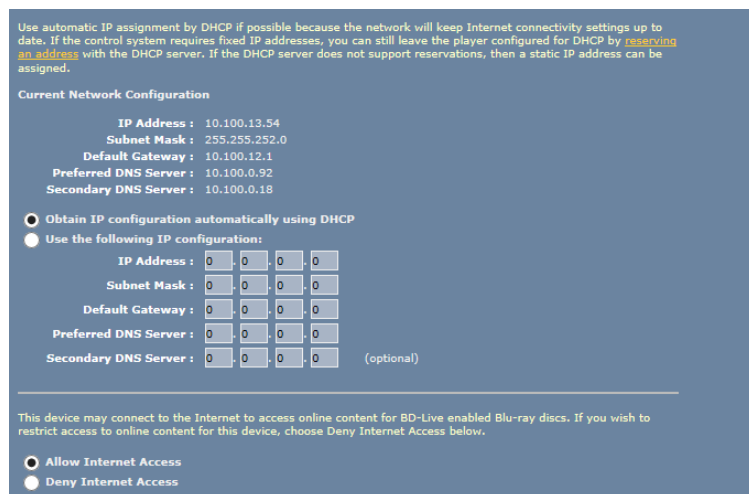 Use automatic IP assignment by DHCP if possible because the network will keep Internet connectivity settings up to
date. If the control system requires fixed IP addresses, you can still leave the player configured for DHCP by reserving
an address with the DHCP server. If the DHCP server does not support reservations, then a static IP address can be
assigned.
Current Network Configuration
IP Address : 10.100.13.54
Subnet Mask : 255.255.252.0
Default Gateway : 10.100.12.1
Preferred DNS Server : 10.100.0.92
Secondary DNS Server : 10.100.0.18
Obtain IP configuration automatically using DHCP
Use the following IP configuration:
IP Address : 0 . 0 . 0 . 0
Subnet Mask : 0 . 0 . 0 . 0
Default Gateway : 0 . 0 . 0 . 0
Preferred DNS Server : 0 . 0 . 0 . 0
Secondary DNS Server : 0 . 0 . 0 . 0 (optional)
This device may connect to the Internet to access online content for BD-Live enabled Blu-ray discs. If you wish to
restrict access to online content for this device, choose Deny Internet Access below.
Allow Internet Access
Deny Internet Access